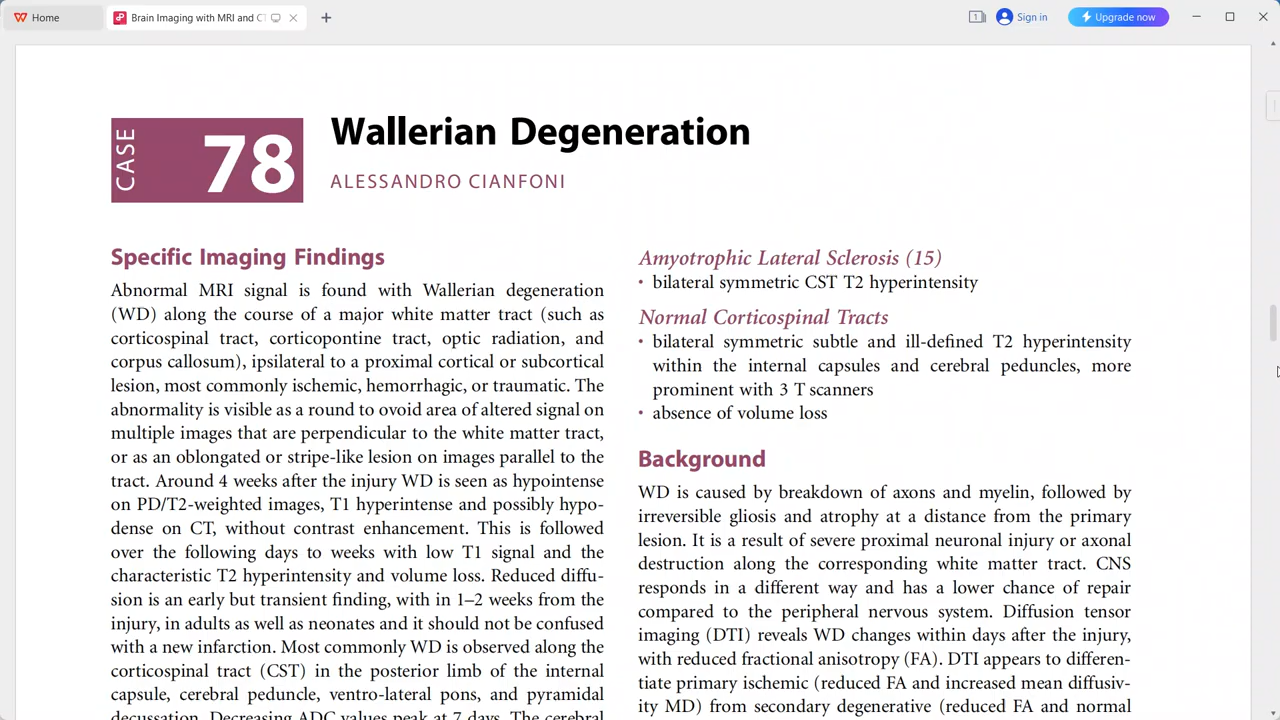 Home
Brain Imaging with MRI and C
1
Sign in
Upgrade now
CASE 78
Wallerian Degeneration
ALESSANDRO CIANFONI
Specific Imaging Findings
Abnormal MRI signal is found with Wallerian degeneration
(WD) along the course of a major white matter tract (such as
corticospinal tract, corticopontine tract, optic radiation, and
corpus callosum), ipsilateral to a proximal cortical or subcortical
lesion, most commonly ischemic, hemorrhagic, or traumatic. The
abnormality is visible as a round to ovoid area of altered signal on
multiple images that are perpendicular to the white matter tract,
or as an oblongated or stripe-like lesion on images parallel to the
tract. Around 4 weeks after the injury WD is seen as hypointense
on PD/T2-weighted images, T1 hyperintense and possibly hypo-
dense on CT, without contrast enhancement. This is followed
over the following days to weeks with low T1 signal and the
characteristic T2 hyperintensity and volume loss. Reduced diffu-
sion is an early but transient finding, with in 1–2 weeks from the
injury, in adults as well as neonates and it should not be confused
with a new infarction. Most commonly WD is observed along the
corticospinal tract (CST) in the posterior limb of the internal
capsule, cerebral peduncle, ventro-lateral pons, and pyramidal
decussation. Decreasing ADC values peak at 7 days. The cerebral
Amyotrophic Lateral Sclerosis (15)
• bilateral symmetric CST T2 hyperintensity
Normal Corticospinal Tracts
• bilateral symmetric subtle and ill-defined T2 hyperintensity
within the internal capsules and cerebral peduncles, more
prominent with 3 T scanners
• absence of volume loss
Background
WD is caused by breakdown of axons and myelin, followed by
irreversible gliosis and atrophy at a distance from the primary
lesion. It is a result of severe proximal neuronal injury or axonal
destruction along the corresponding white matter tract. CNS
responds in a different way and has a lower chance of repair
compared to the peripheral nervous system. Diffusion tensor
imaging (DTI) reveals WD changes within days after the injury,
with reduced fractional anisotropy (FA). DTI appears to differen-
tiate primary ischemic (reduced FA and increased mean diffusiv-
ity MD) from secondary degenerative (reduced FA and normal